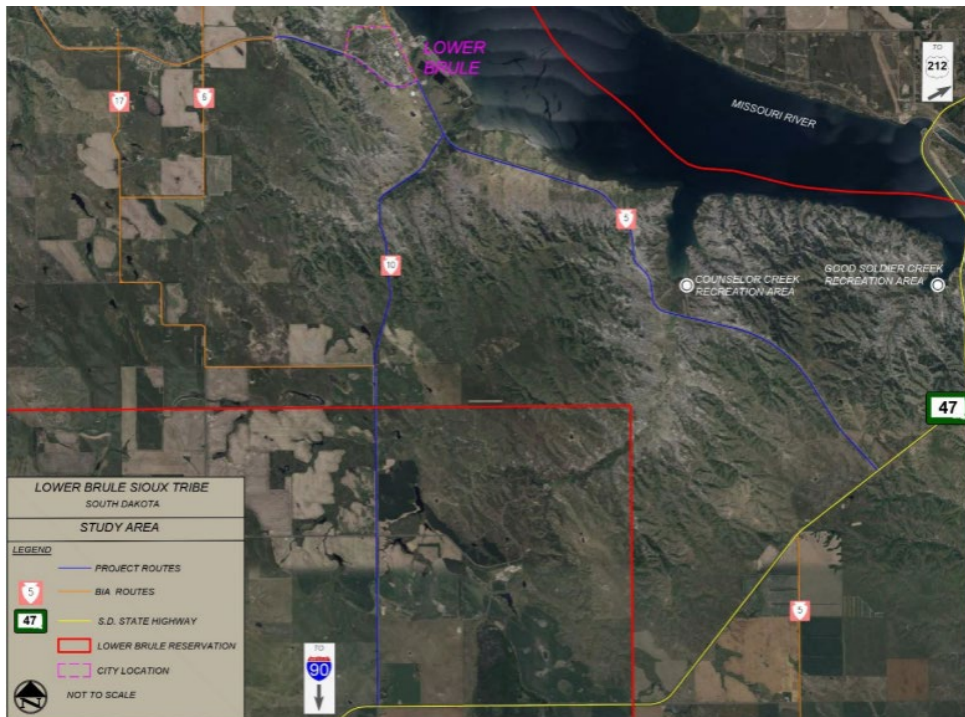 LOWER
BRULE
TO
212
MISSOURI RIVER
17
5
5
10
COUNSELOR CREEK
RECREATION AREA
GOOD SOLDIER CREEK
RECREATION AREA
47
LOWER BRULE SIOUX TRIBE
SOUTH DAKOTA
STUDY AREA
LEGEND
PROJECT ROUTES
5
BIA ROUTES
47
S.D. STATE HIGHWAY
LOWER BRULE RESERVATION
CITY LOCATION
N
NOT TO SCALE
TO
90
5